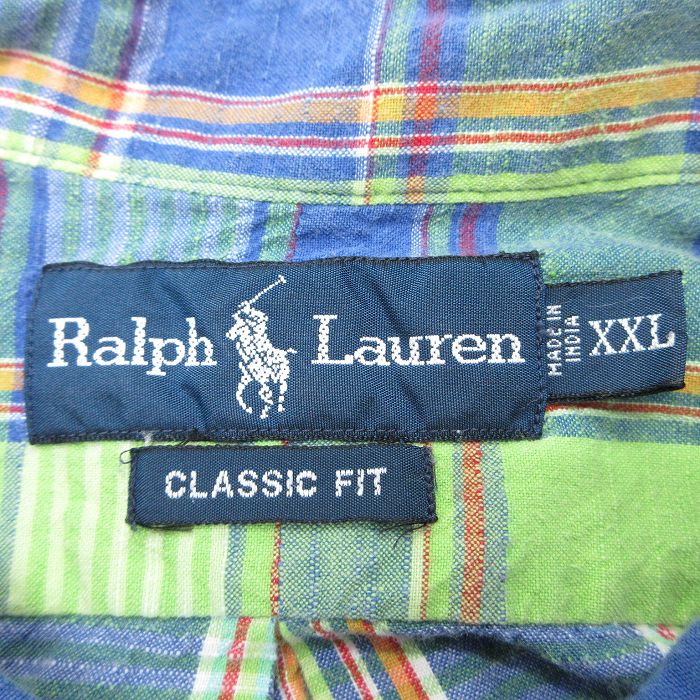 Ralph Lauren
MADE IN
INDIA
XXL
CLASSIC FIT